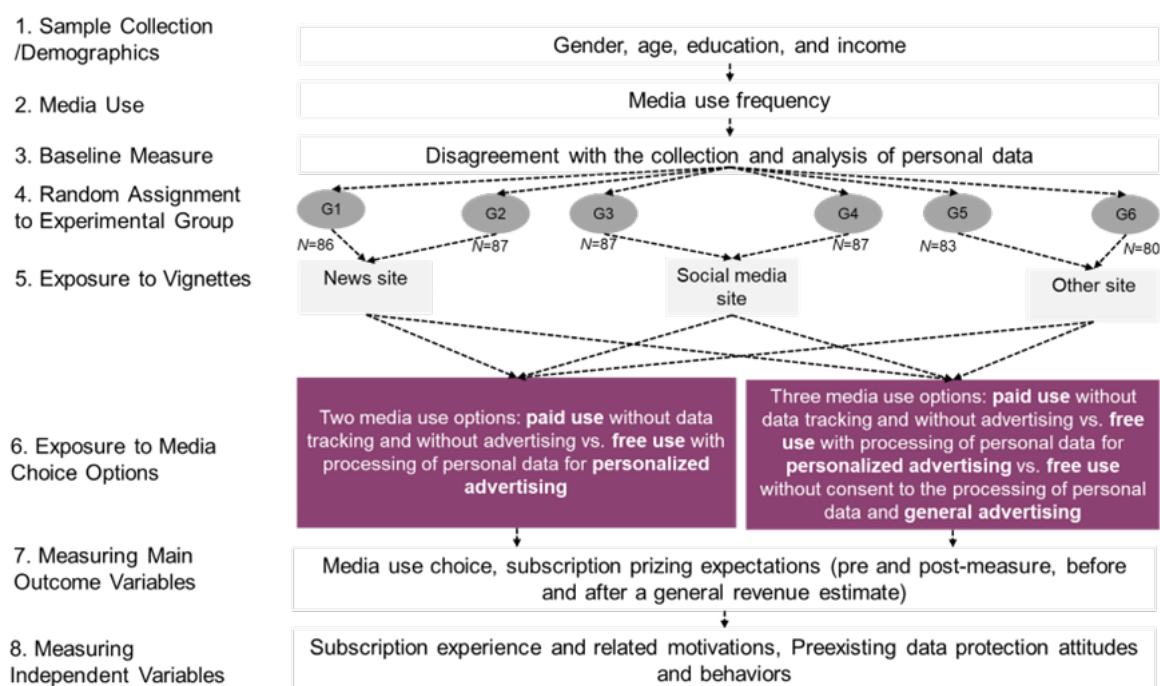 1. Sample Collection
/Demographics
Gender, age, education, and income
2. Media Use
Media use frequency
3. Baseline Measure
Disagreement with the collection and analysis of personal data
4. Random Assignment
to Experimental Group
G1
G2
G3
G4
G5
G6
N=86
N=87
N=87
N=87
N=83
N=80
5. Exposure to Vignettes
News site
Social media
site
Other site
6. Exposure to Media
Choice Options
Two media use options: paid use without data
tracking and without advertising vs. free use with
processing of personal data for personalized
advertising
Three media use options: paid use without
data tracking and without advertising vs. free
use with processing of personal data for
personalized advertising vs. free use
without consent to the processing of personal
data and general advertising
7. Measuring Main
Outcome Variables
Media use choice, subscription prizing expectations (pre and post-measure, before
and after a general revenue estimate)
8. Measuring
Independent Variables
Subscription experience and related motivations, Preexisting data protection attitudes
and behaviors